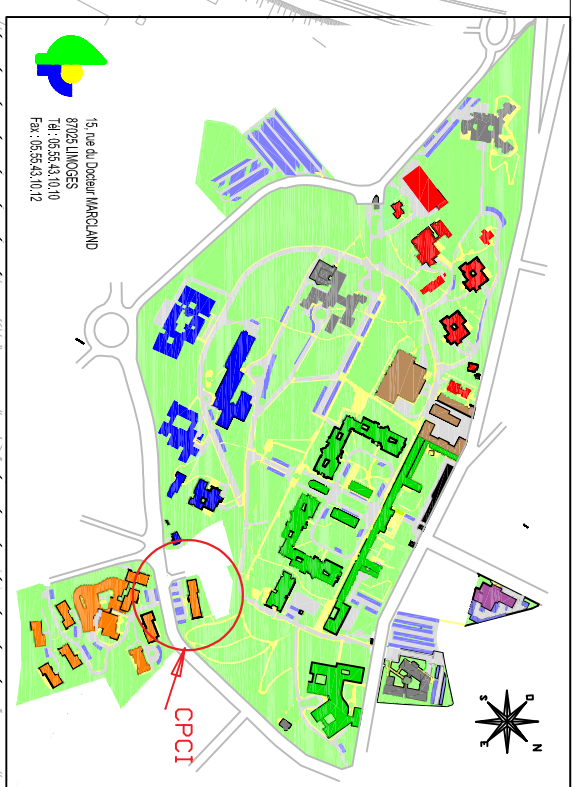 15, rue du Docteur MARCLAND
87025 LIMOGES
Tél : 05.55.43.10.10
Fax : 05.55.43.10.12
CPCI
N
O
E
S